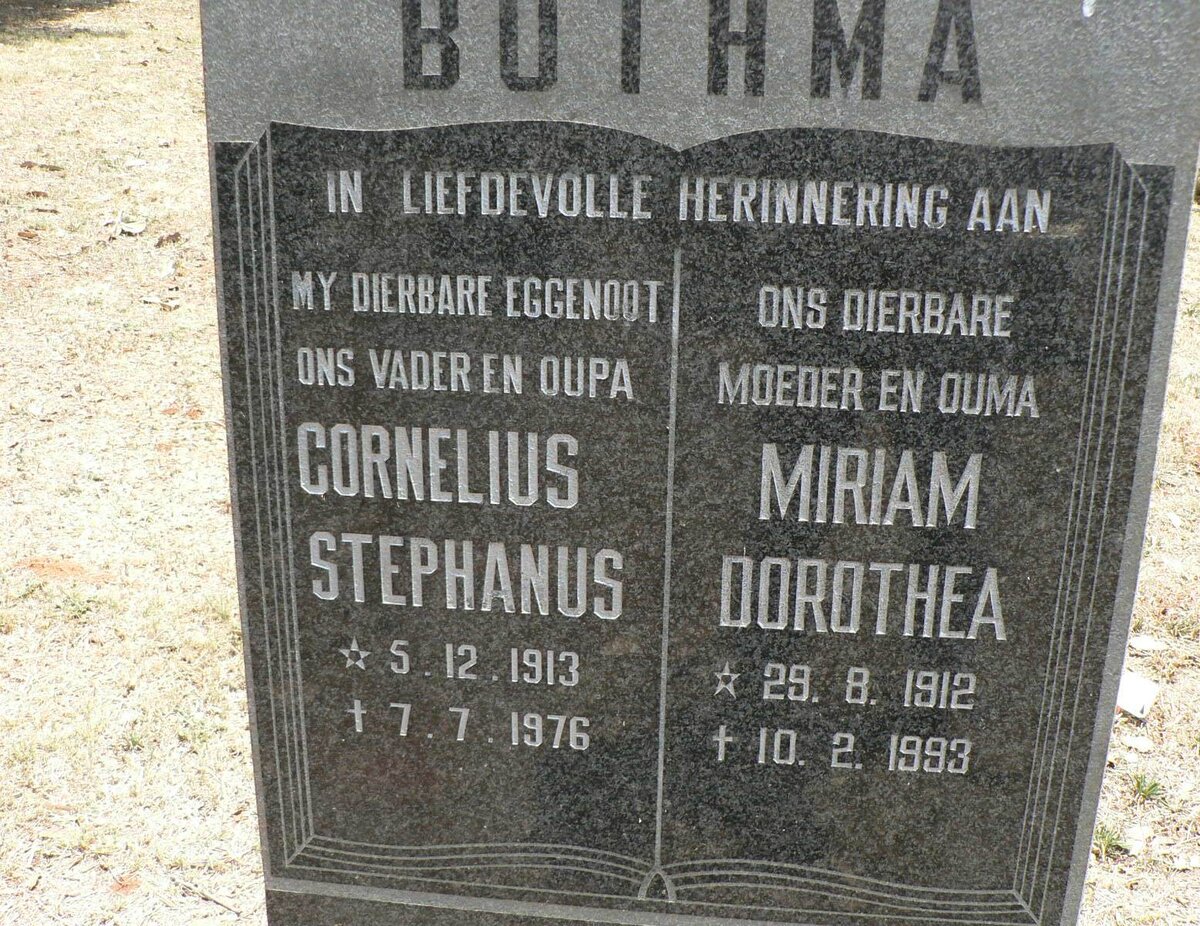 BOTHMA
IN LIEFDEVOLLE HERINNERING AAN
MY DIERBARE EGGENOOT
ONS VADER EN OUPA
CORNELIUS
STEPHANUS
☆ 5.12.1913
† 7.7.1976
ONS DIERBARE
MOEDER EN OUMA
MIRIAM
DOROTHEA
☆ 29.8.1912
† 10.2.1993